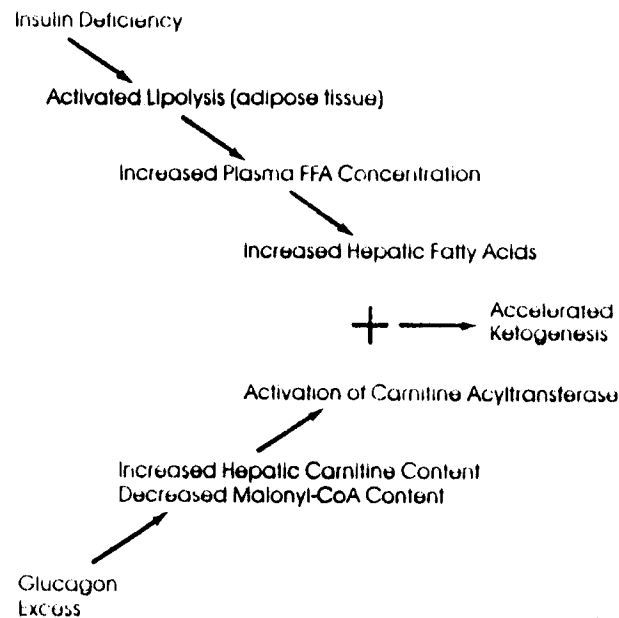 Insulin Deficiency
Activated Lipolysis (adipose tissue)
Increased Plasma FFA Concentration
Increased Hepatic Fatty Acids
+
Accelerated
Ketogenesis
Activation of Carnitine Acyltransferase
Increased Hepatic Carnitine Content
Decreased Malonyl-CoA Content
Glucagon
Excess